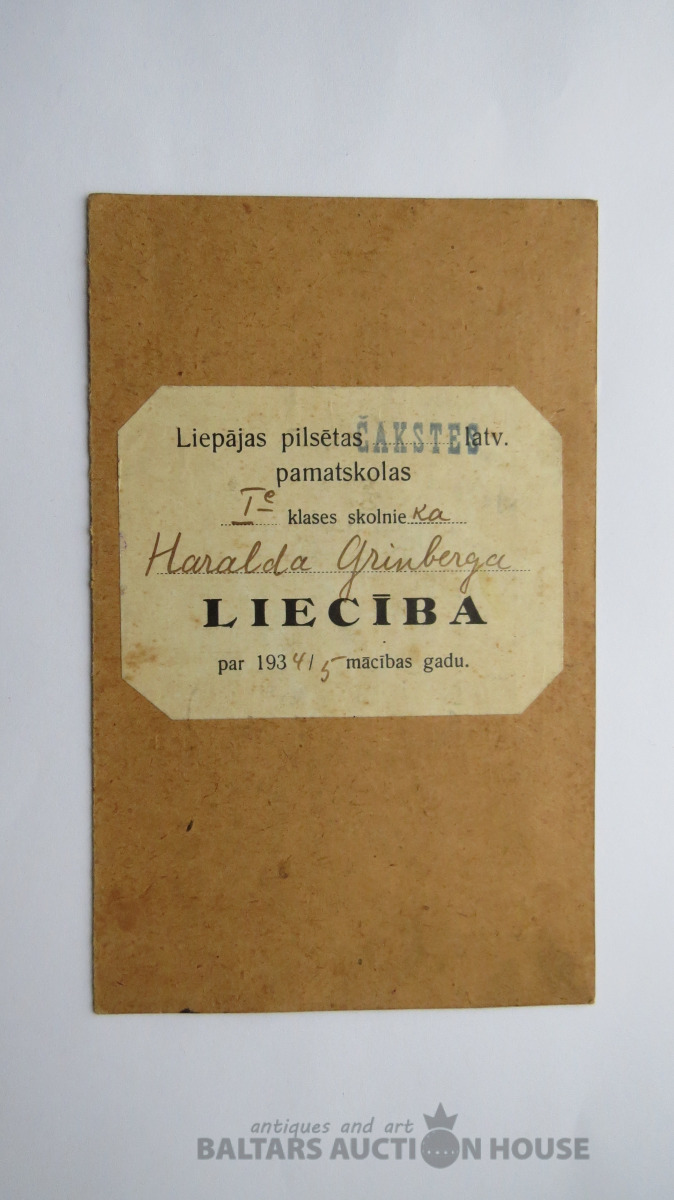 Liepājas pilsētas ČAKSTES latv.
pamatskolas
I e klases skolnieka
Haralda Grinberga
LIECĪBA
par 1934/5 mācības gadu.
antiques and art
BALTARS AUCTION HOUSE